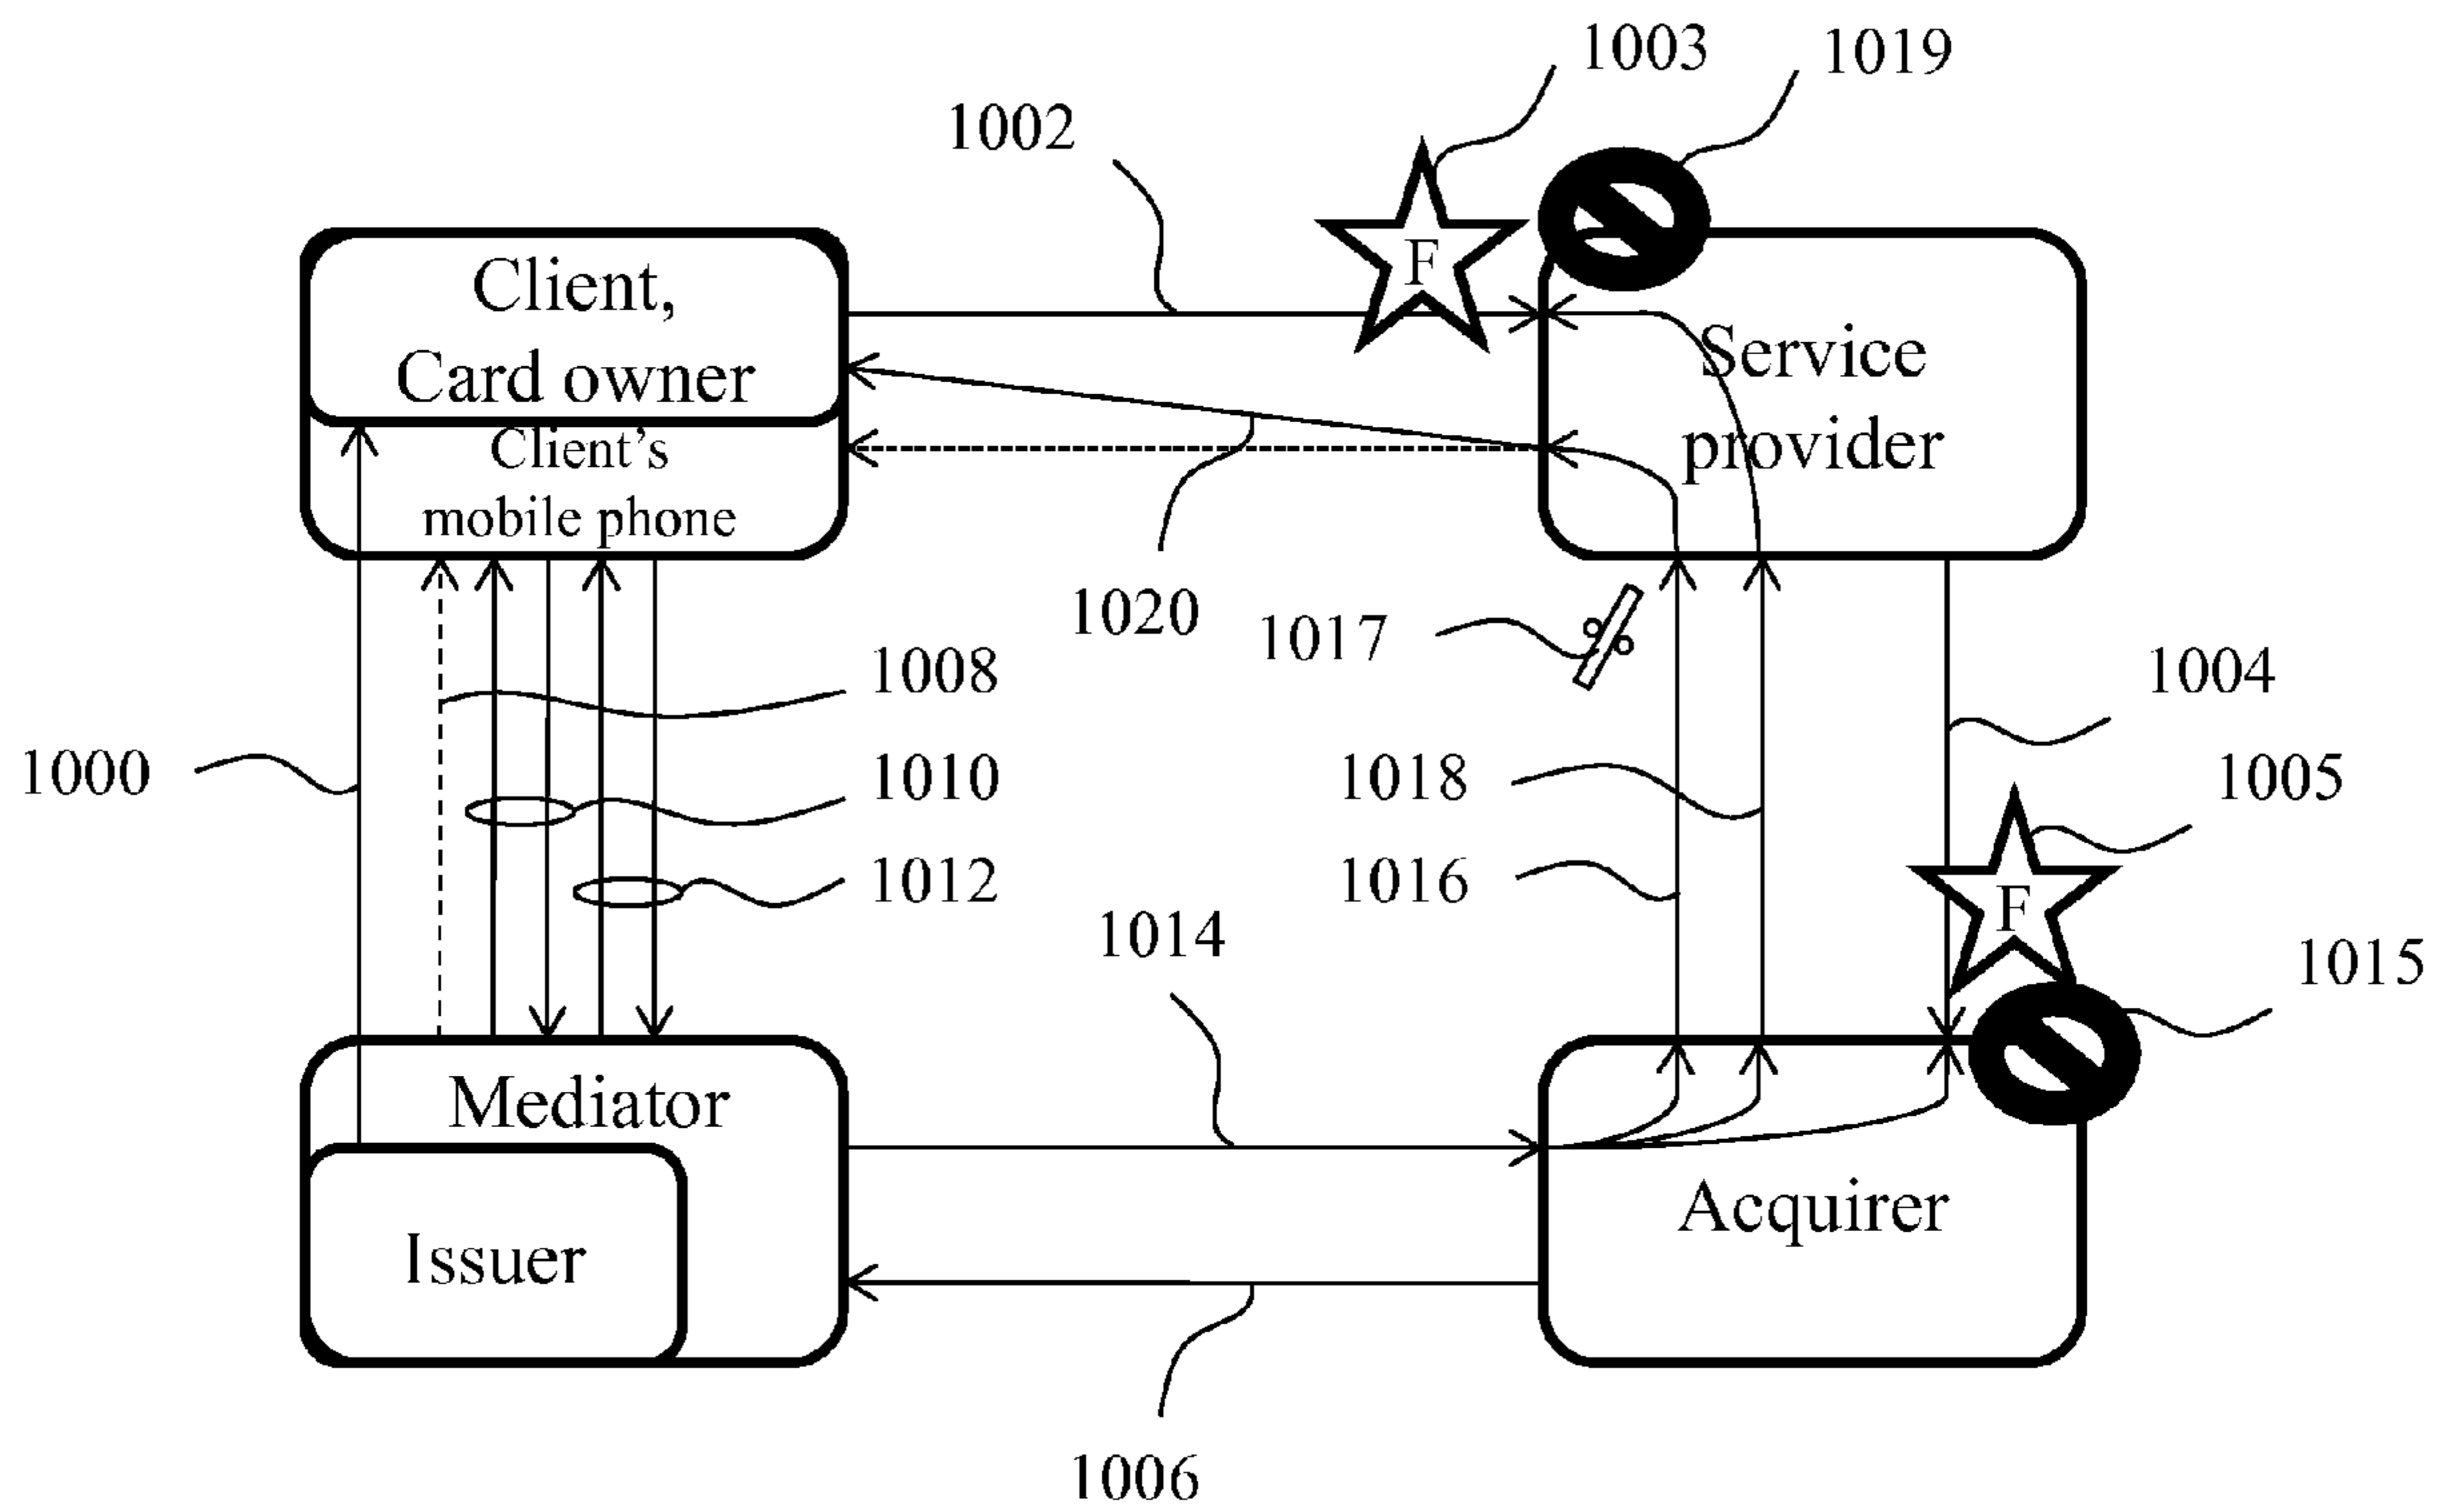 1003
1019
1002
F
Client,
Card owner
Service
provider
Client's
mobile phone
1020
1017
1008
1004
1000
1010
1018
1005
1012
1016
F
1014
1015
Mediator
Acquirer
Issuer
1006